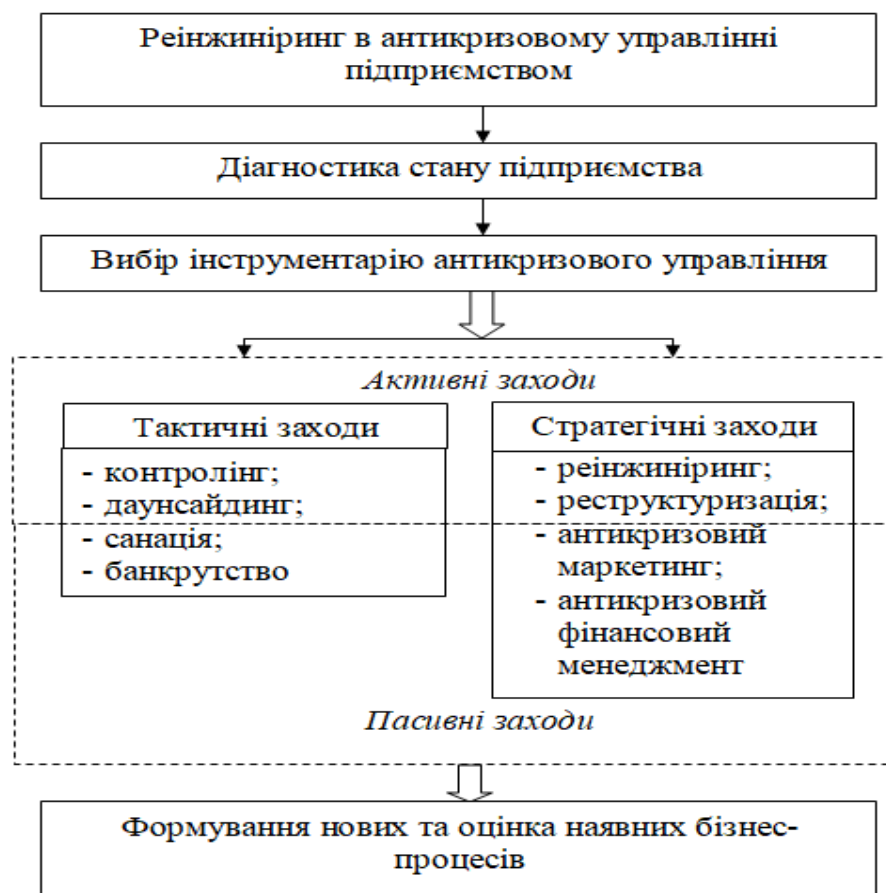 Реінжиніринг в антикризовому управлінні
підприємством
Діагностика стану підприємства
Вибір інструментарію антикризового управління
Активні заходи
Тактичні заходи
- контролінг;
- даунсайдинг;
- санація;
- банкрутство
Стратегічні заходи
- реінжиніринг;
- реструктуризація;
- антикризовий
маркетинг;
- антикризовий
фінансовий
менеджмент
Пасивні заходи
Формування нових та оцінка наявних бізнес-
процесів